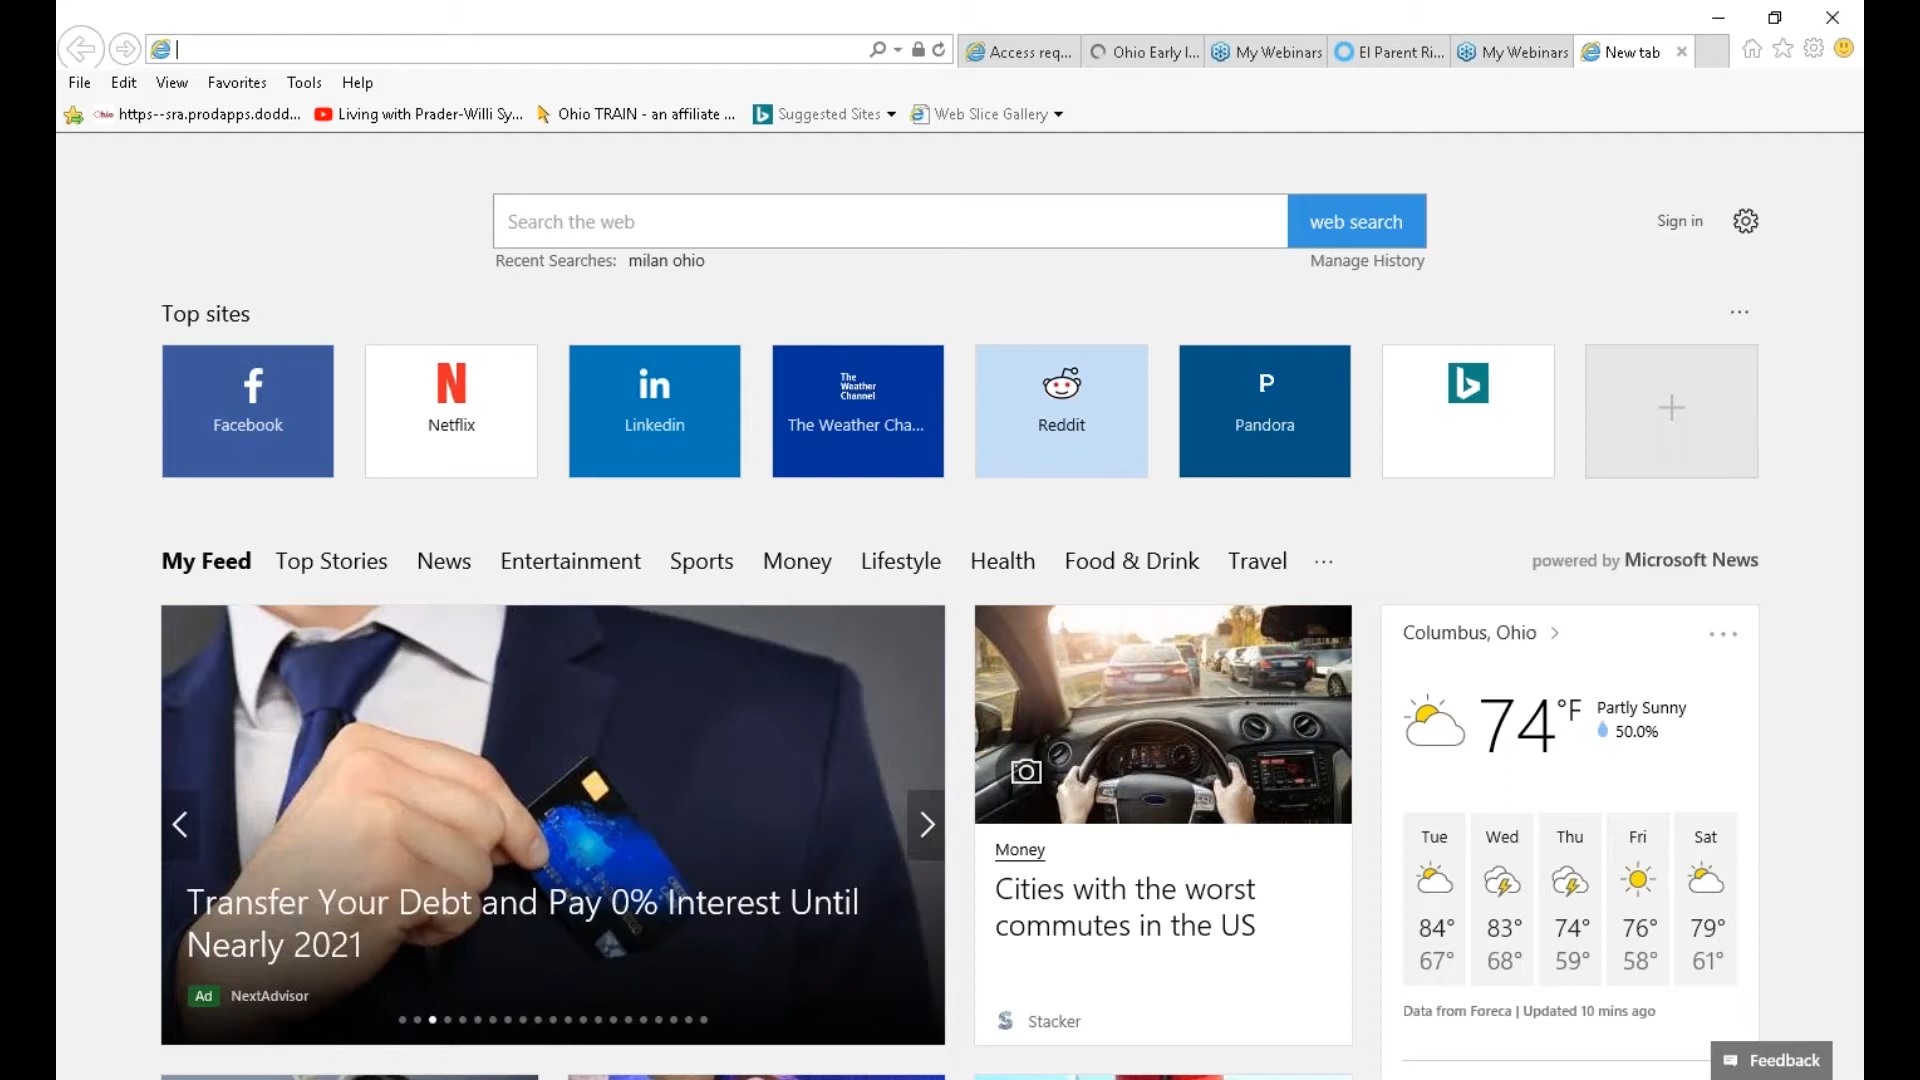 Access req...
Ohio Early I...
My Webinars
EI Parent Ri...
My Webinars
New tab
File Edit View Favorites Tools Help
Ohio https--sra.prodapps.dodd...
Living with Prader-Willi Sy...
Ohio TRAIN - an affiliate ...
Suggested Sites
Web Slice Gallery
Search the web
web search
Sign in
Recent Searches: milan ohio
Manage History
Top sites
Facebook
Netflix
in
Linkedin
The
Weather
Channel
The Weather Cha...
Reddit
P
Pandora
My Feed Top Stories News Entertainment Sports Money Lifestyle Health Food & Drink Travel ...
powered by Microsoft News
Transfer Your Debt and Pay 0% Interest Until
Nearly 2021
Ad NextAdvisor
Money
Cities with the worst
commutes in the US
Stacker
Columbus, Ohio
74°F
Partly Sunny
50.0%
Tue Wed Thu Fri Sat
84° 83° 74° 76° 79°
67° 68° 59° 58° 61°
Data from Foreca | Updated 10 mins ago
Feedback